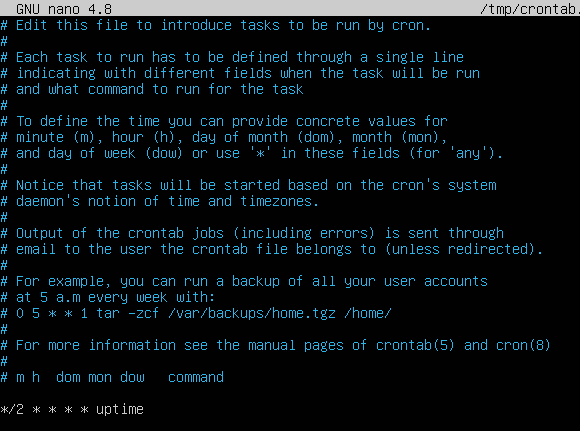 GNU nano 4.8 /tmp/crontab.
# Edit this file to introduce tasks to be run by cron.
#
# Each task to run has to be defined through a single line
# indicating with different fields when the task will be run
# and what command to run for the task
#
# To define the time you can provide concrete values for
# minute (m), hour (h), day of month (dom), month (mon),
# and day of week (dow) or use '*' in these fields (for 'any').
#
# Notice that tasks will be started based on the cron's system
# daemon's notion of time and timezones.
#
# Output of the crontab jobs (including errors) is sent through
# email to the user the crontab file belongs to (unless redirected).
#
# For example, you can run a backup of all your user accounts
# at 5 a.m every week with:
# 0 5 * * 1 tar -zcf /var/backups/home.tgz /home/
#
# For more information see the manual pages of crontab(5) and cron(8)
#
# m h  dom mon dow   command
*/2 * * * * uptime